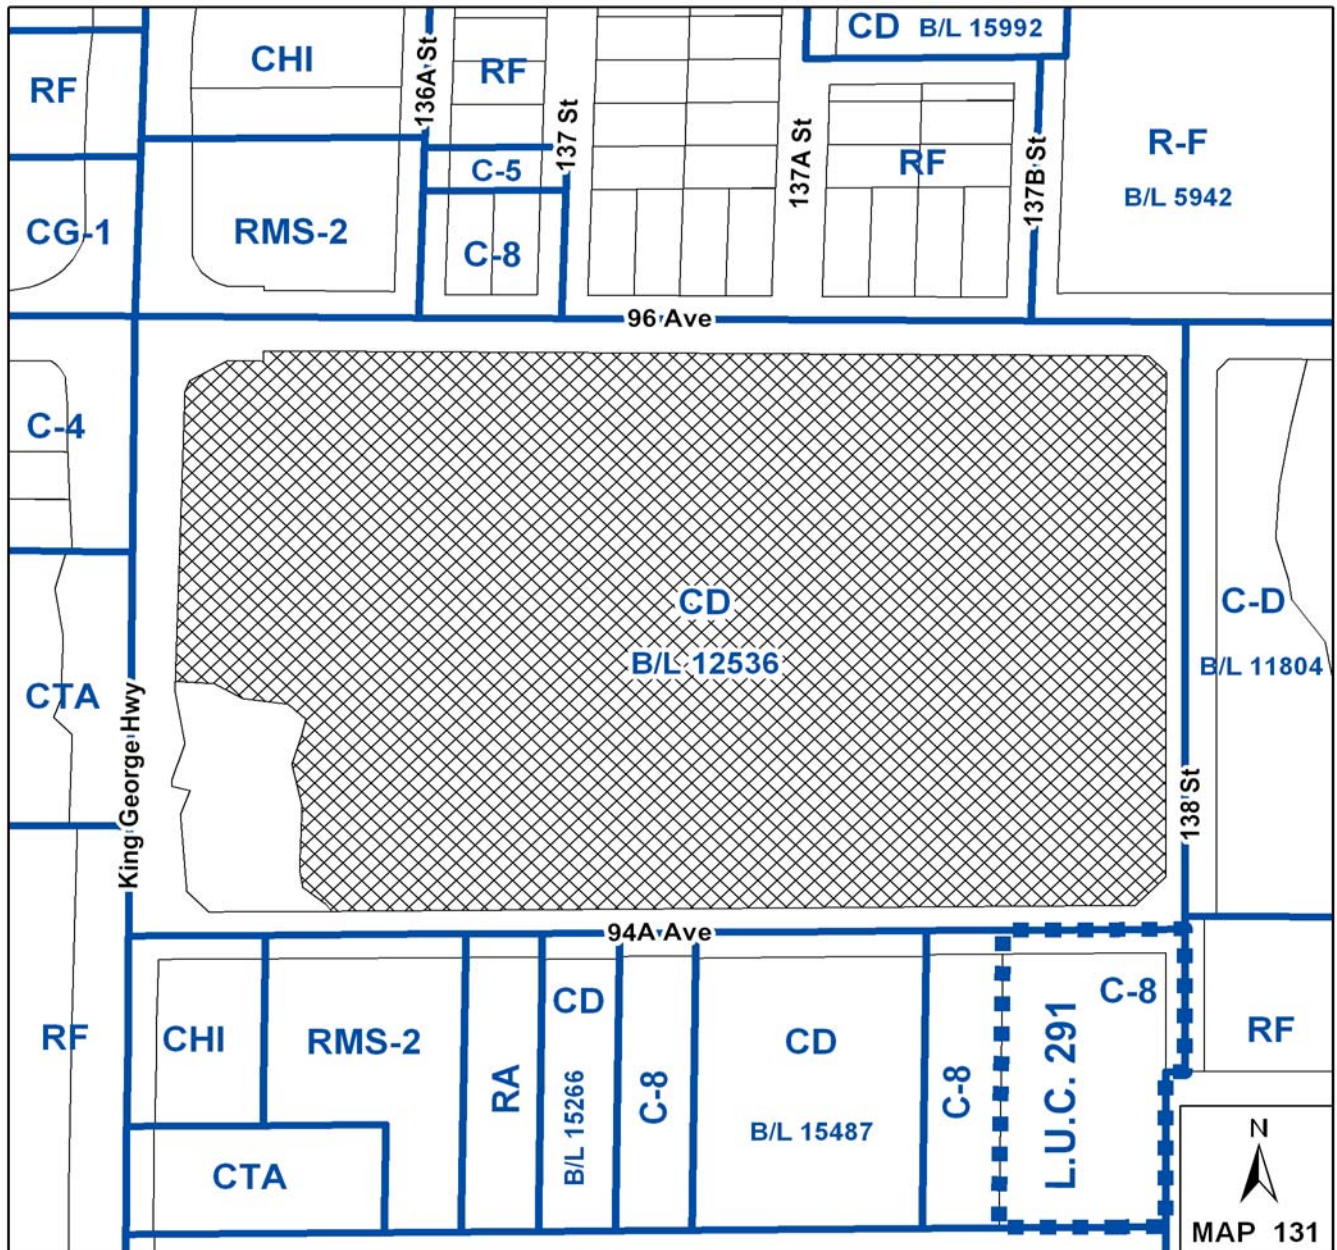 CD B/L 15992
CHI
136A St
RF
RF
137 St
C-5
137A St
RF
137B St
R-F
B/L 5942
CG-1
RMS-2
C-8
96 Ave
C-4
CD
B/L 12536
C-D
B/L 11804
CTA
King George Hwy
138 St
94A Ave
RF
CHI
RMS-2
RA
CD
B/L 15266
C-8
CD
B/L 15487
C-8
L.U.C. 291
C-8
RF
CTA
N
MAP 131